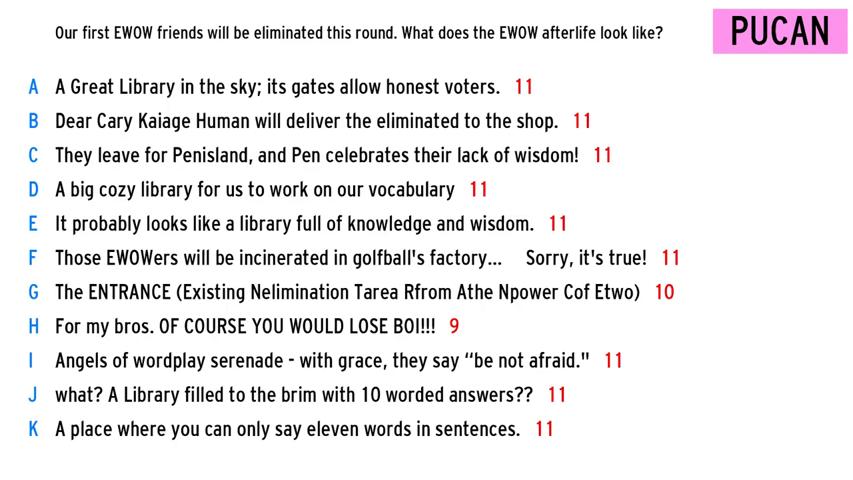 Our first EWOW friends will be eliminated this round. What does the EWOW afterlife look like?
PUCAN
A A Great Library in the sky; its gates allow honest voters. 11
B Dear Cary Kaiage Human will deliver the eliminated to the shop. 11
C They leave for Penisland, and Pen celebrates their lack of wisdom! 11
D A big cozy library for us to work on our vocabulary 11
E It probably looks like a library full of knowledge and wisdom. 11
F Those EWOWers will be incinerated in golfball's factory... Sorry, it's true! 11
G The ENTRANCE (Existing Nelimination Tarea Rfrom Athe Npower Cof Etwo) 10
H For my bros. OF COURSE YOU WOULD LOSE BOI!!! 9
I Angels of wordplay serenade - with grace, they say “be not afraid." 11
J what? A Library filled to the brim with 10 worded answers?? 11
K A place where you can only say eleven words in sentences. 11